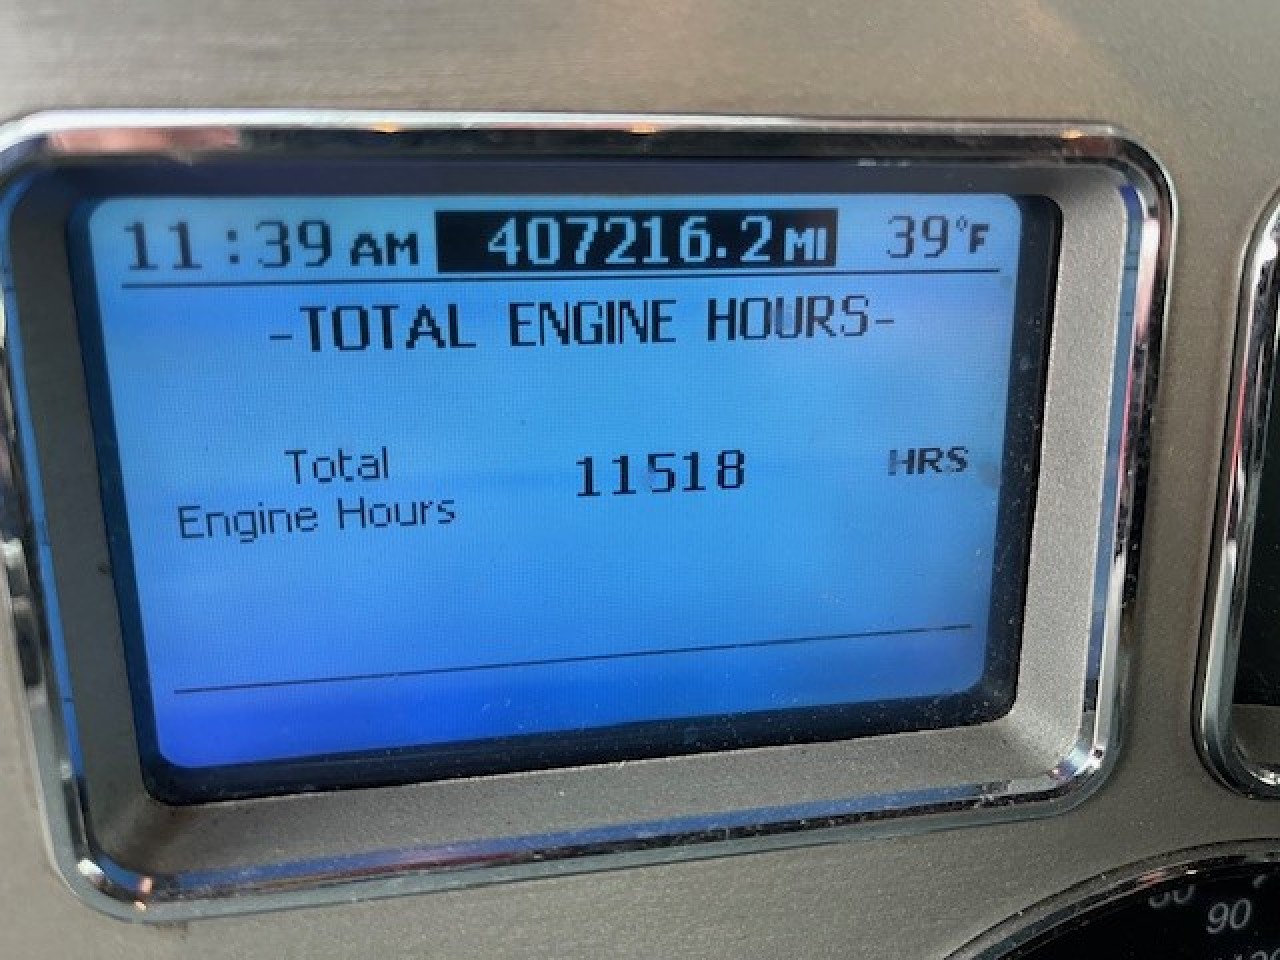 11:39 AM 407216.2 MI 39°F
-TOTAL ENGINE HOURS-
Total
Engine Hours 11518 HRS
90